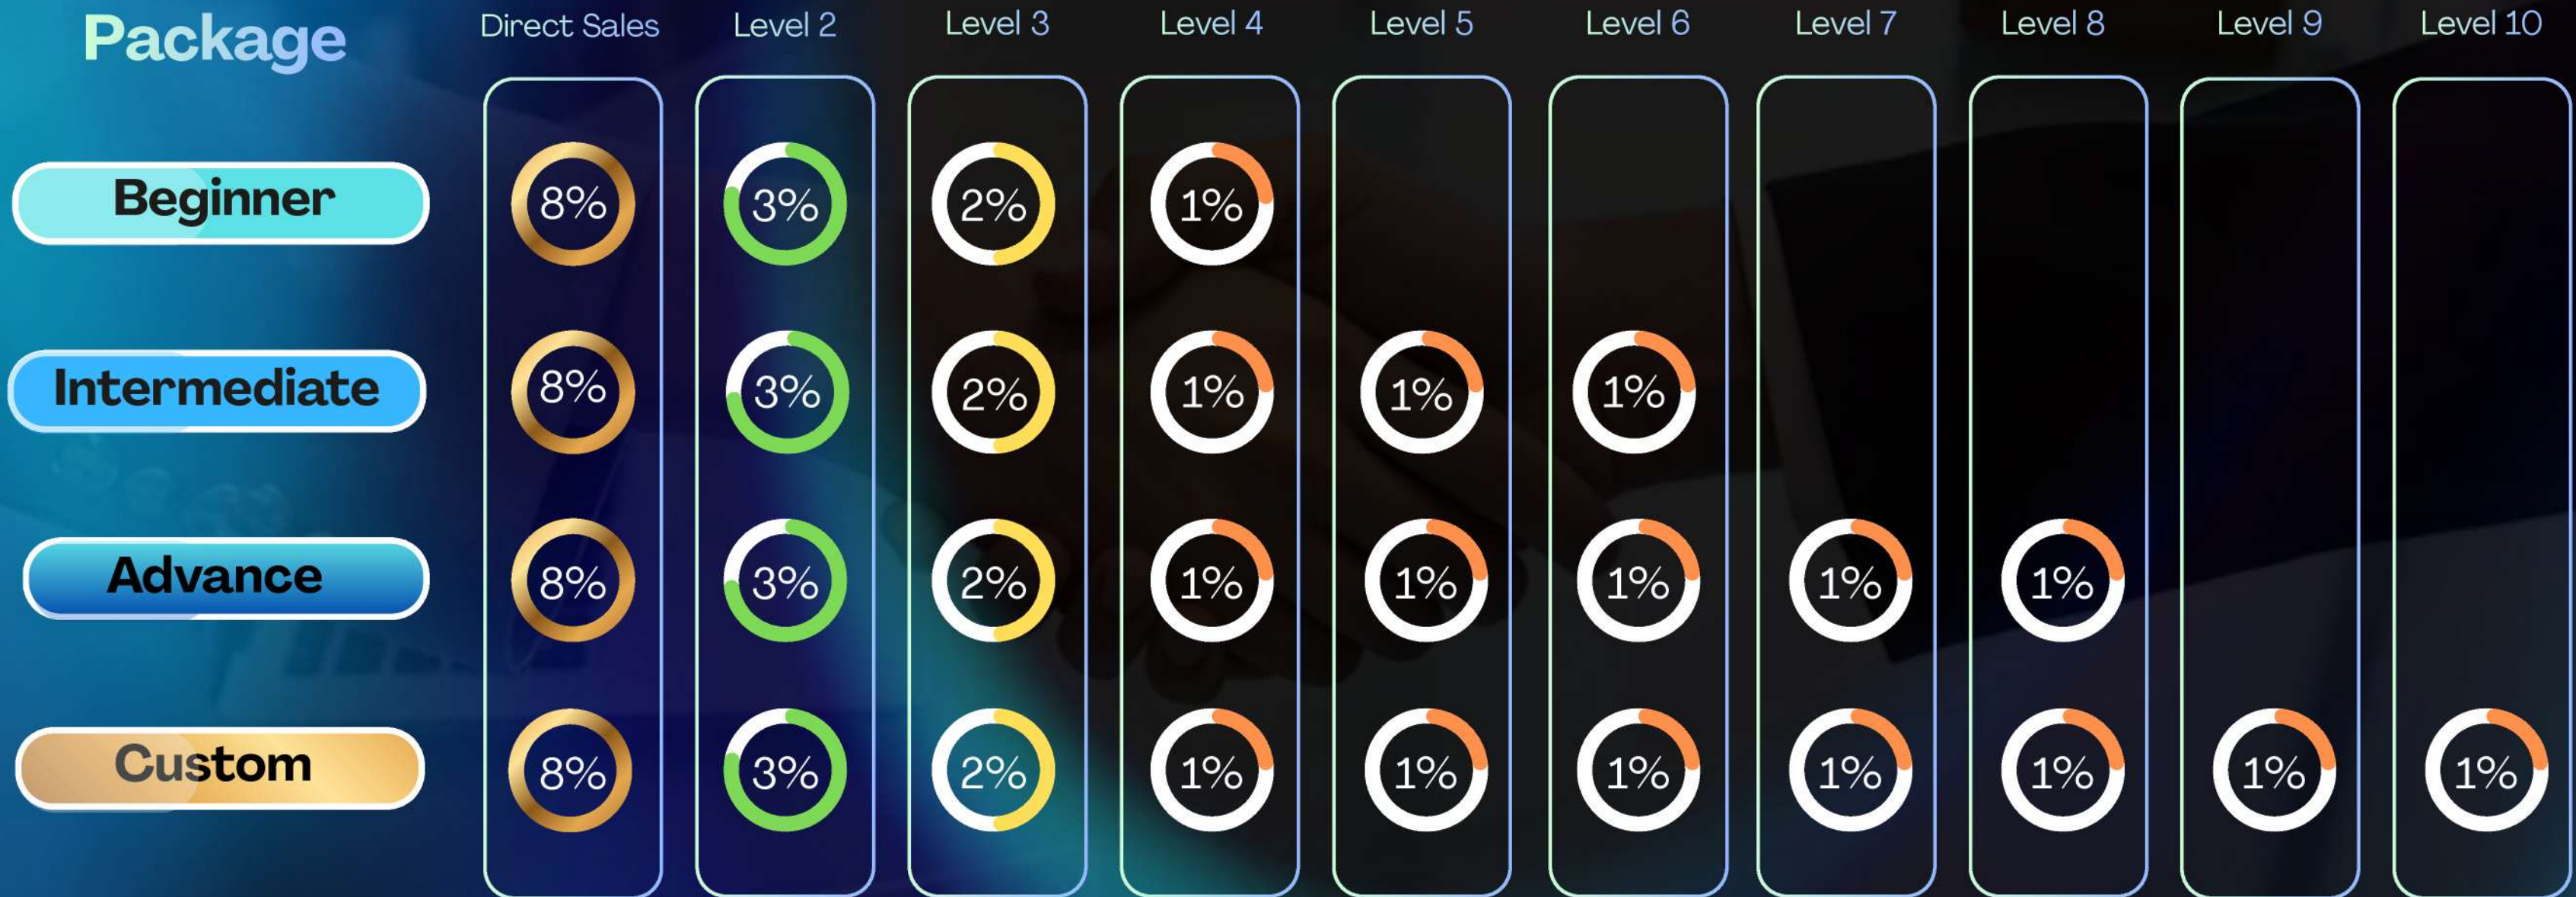 Package Direct Sales Level 2 Level 3 Level 4 Level 5 Level 6 Level 7 Level 8 Level 9 Level 10
Beginner 8% 3% 2% 1%
Intermediate 8% 3% 2% 1% 1% 1%
Advance 8% 3% 2% 1% 1% 1% 1% 1%
Custom 8% 3% 2% 1% 1% 1% 1% 1% 1% 1%